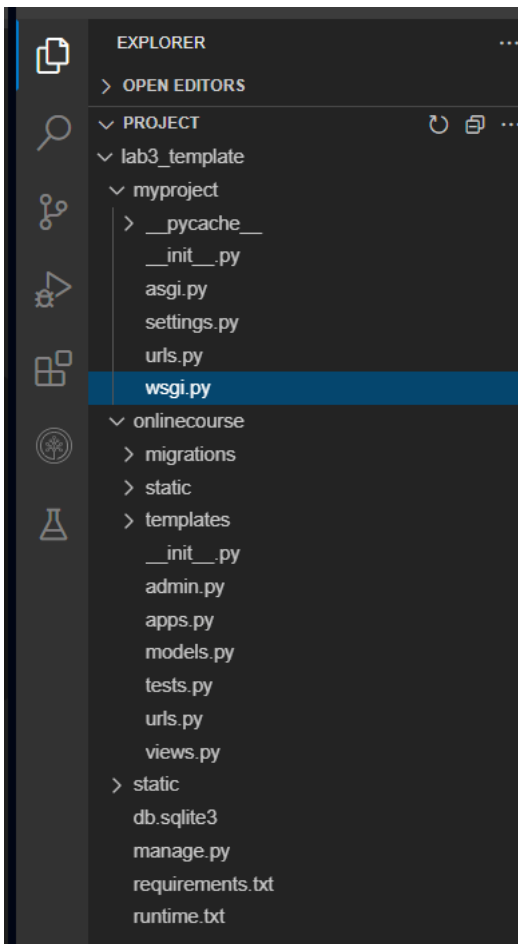 EXPLORER
OPEN EDITORS
PROJECT
lab3_template
myproject
__pycache__
__init__.py
asgi.py
settings.py
urls.py
wsgi.py
onlinecourse
migrations
static
templates
__init__.py
admin.py
apps.py
models.py
tests.py
urls.py
views.py
static
db.sqlite3
manage.py
requirements.txt
runtime.txt